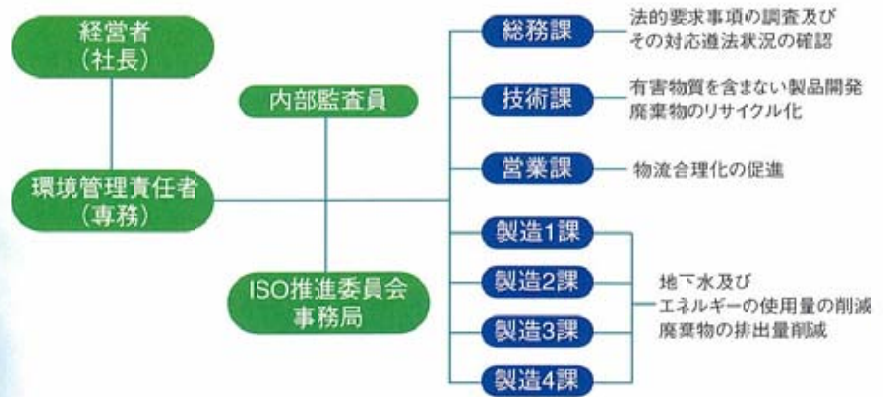 経営者
(社長)
内部監査員
環境管理責任者
(専務)
ISO推進委員会
事務局
総務課
法的要求事項の調査及び
その対応遵法状況の確認
技術課
有害物質を含まない製品開発
廃棄物のリサイクル化
営業課
物流合理化の促進
製造1課
製造2課
製造3課
製造4課
地下水及び
エネルギーの使用量の削減
廃棄物の排出量削減